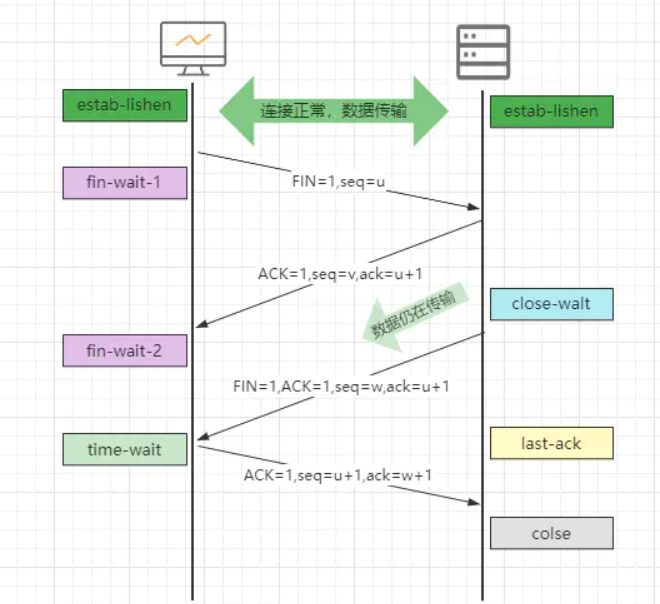 estab-lishen
连接正常，数据传输
estab-lishen
fin-wait-1
FIN=1,seq=u
ACK=1,seq=v,ack=u+1
数据仍在传输
close-walt
fin-wait-2
FIN=1,ACK=1,seq=w,ack=u+1
time-wait
last-ack
ACK=1,seq=u+1,ack=w+1
colse